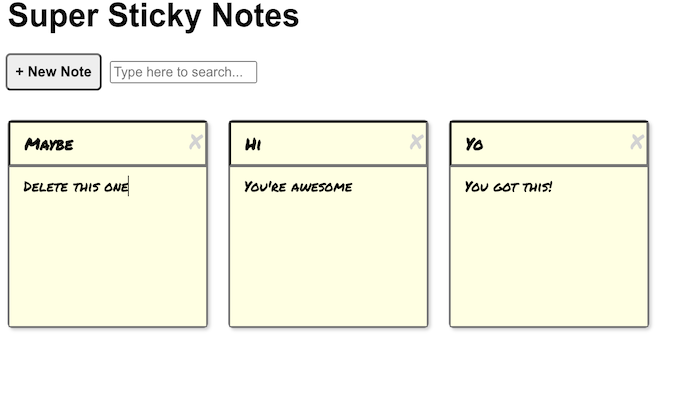 Super Sticky Notes
+ New Note
Type here to search...
Maybe
Delete this one
Hi
You're awesome
Yo
You got this!